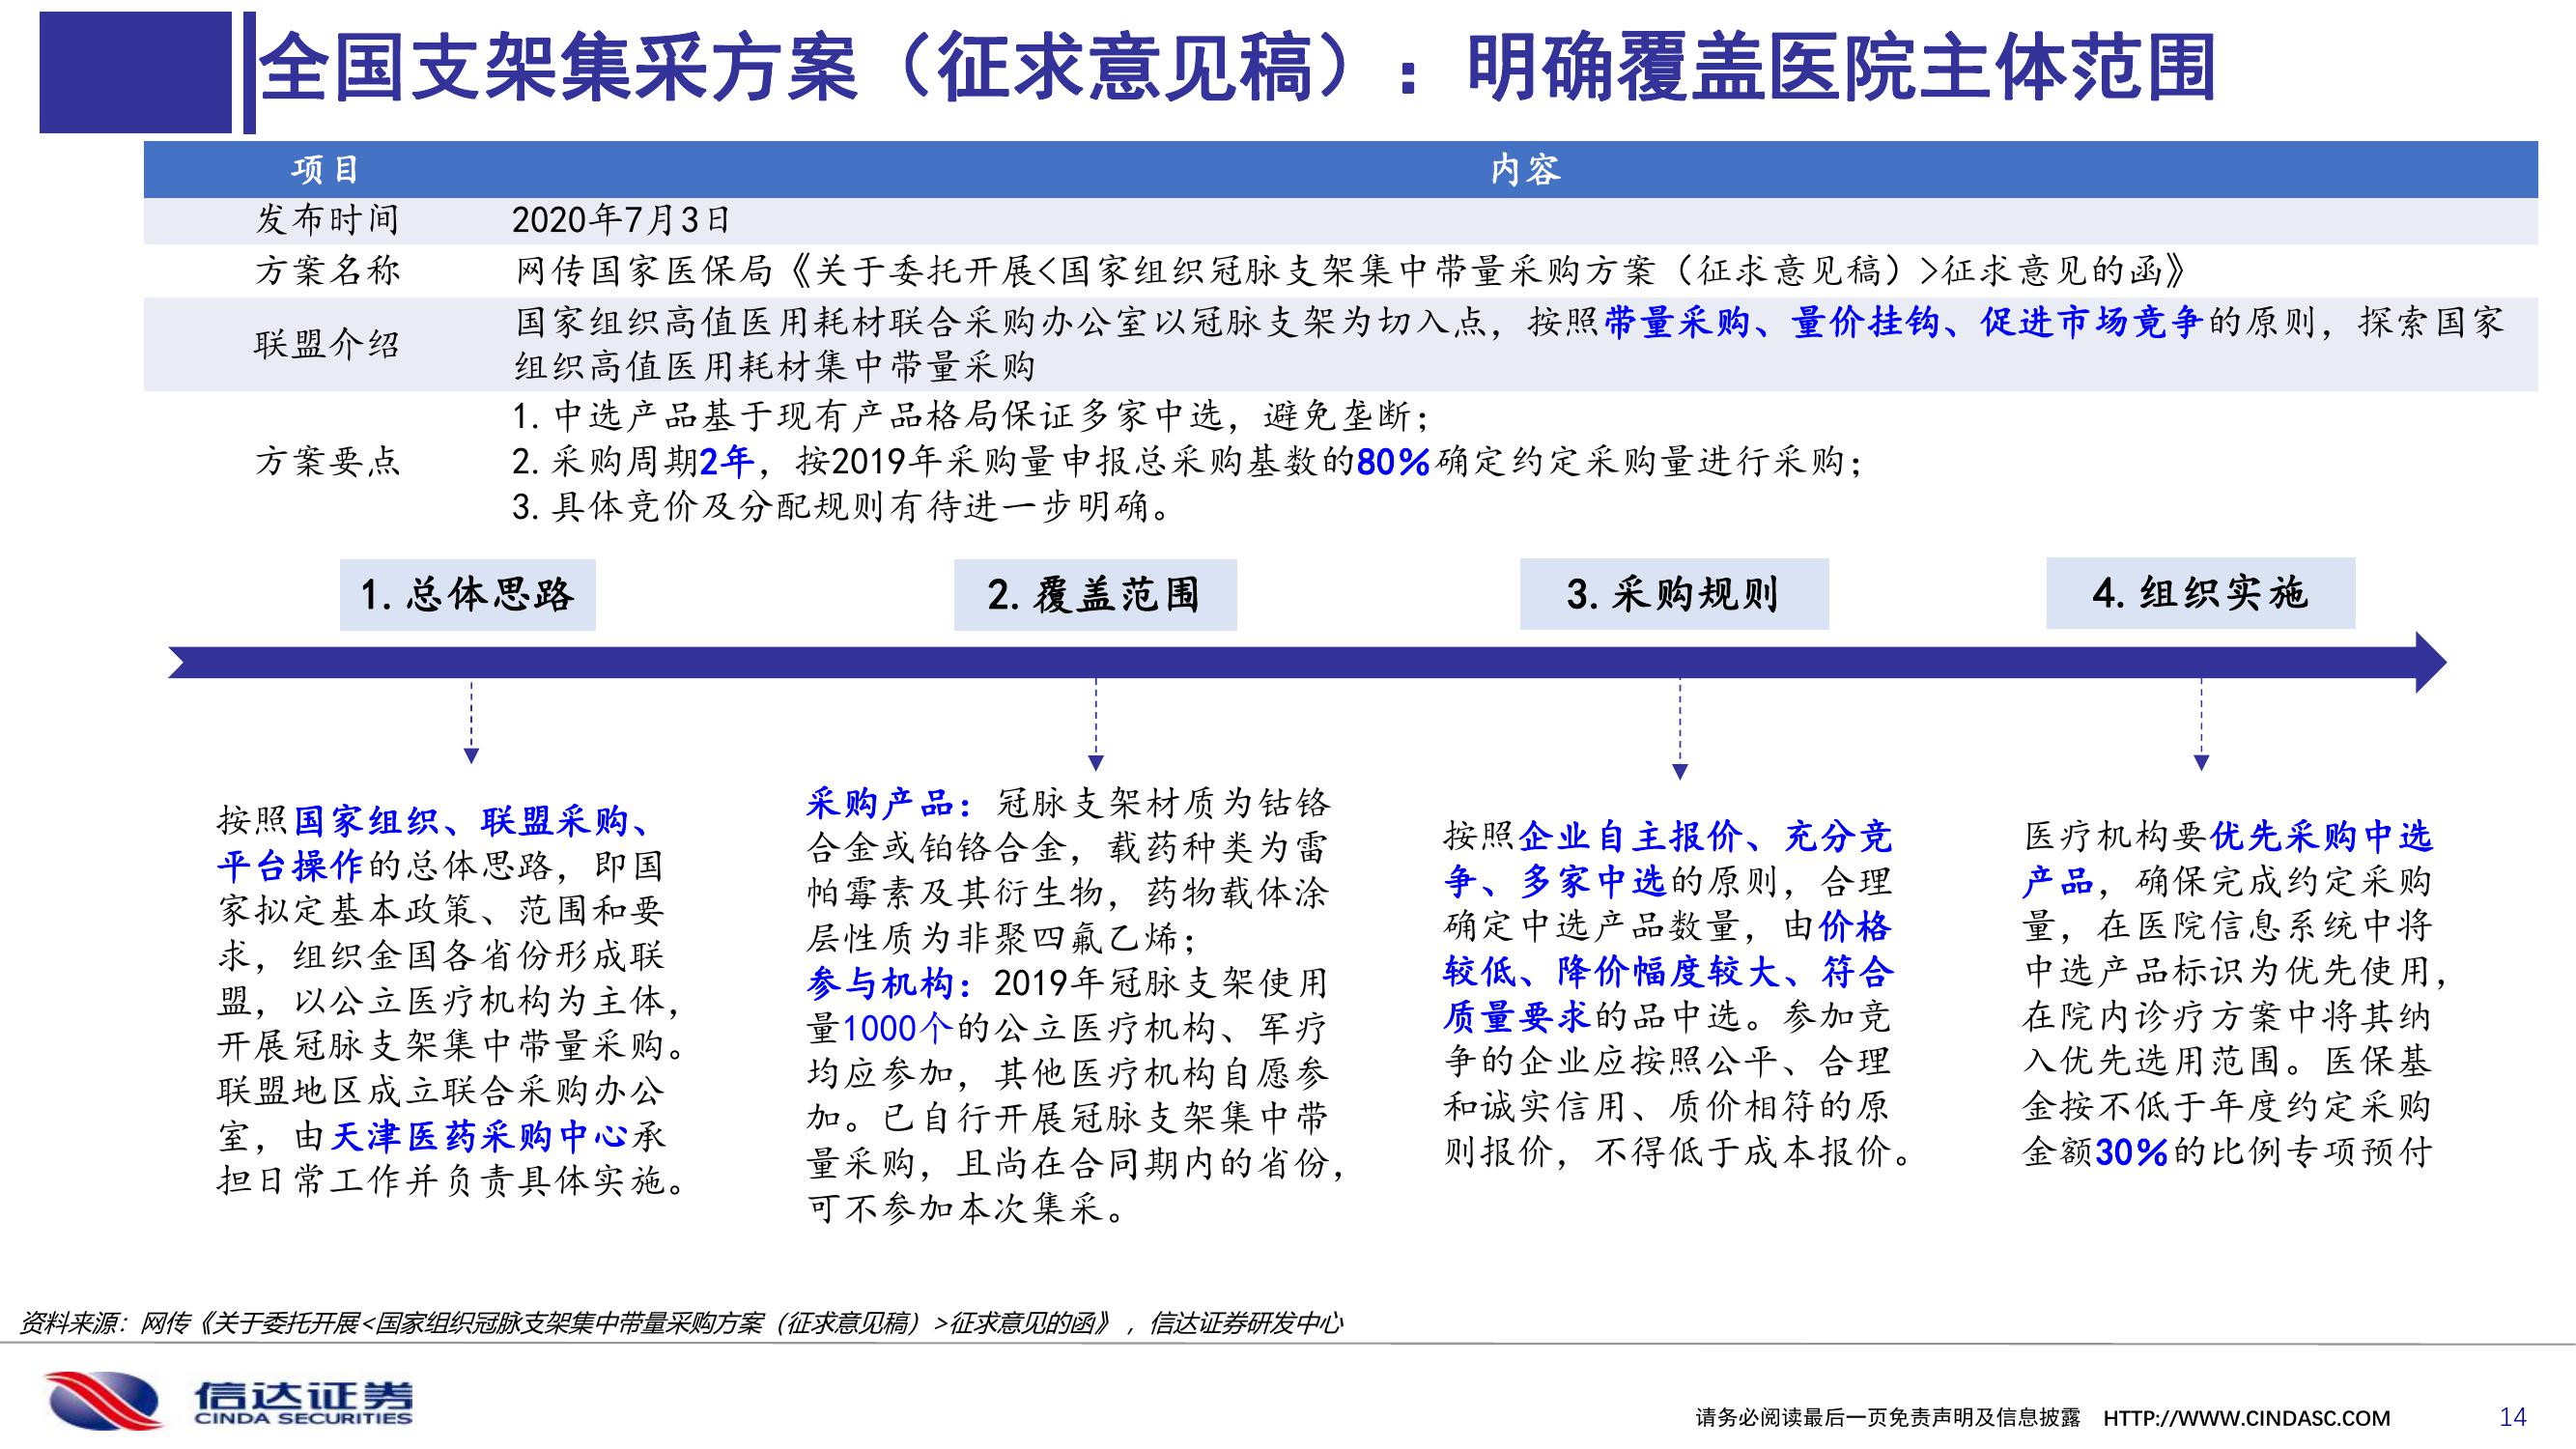 全国支架集采方案（征求意见稿）：明确覆盖医院主体范围
项目 内容
发布时间 2020年7月3日
方案名称 网传国家医保局《关于委托开展<国家组织冠脉支架集中带量采购方案（征求意见稿）>征求意见的函》
联盟介绍 国家组织高值医用耗材联合采购办公室以冠脉支架为切入点，按照带量采购、量价挂钩、促进市场竞争的原则，探索国家
组织高值医用耗材集中带量采购
方案要点
1. 中选产品基于现有产品格局保证多家中选，避免垄断；
2. 采购周期2年，按2019年采购量申报总采购基数的80%确定约定采购量进行采购；
3. 具体竞价及分配规则有待进一步明确。
1. 总体思路
按照国家组织、联盟采购、
平台操作的总体思路，即国
家拟定基本政策、范围和要
求，组织金国各省份形成联
盟，以公立医疗机构为主体，
开展冠脉支架集中带量采购。
联盟地区成立联合采购办公
室，由天津医药采购中心承
担日常工作并负责具体实施。
2. 覆盖范围
采购产品：冠脉支架材质为钴铬
合金或铂铬合金，载药种类为雷
帕霉素及其衍生物，药物载体涂
层性质为非聚四氟乙烯；
参与机构：2019年冠脉支架使用
量1000个的公立医疗机构、军疗
均应参加，其他医疗机构自愿参
加。已自行开展冠脉支架集中带
量采购，且尚在合同期内的省份，
可不参加本次集采。
3. 采购规则
按照企业自主报价、充分竞
争、多家中选的原则，合理
确定中选产品数量，由价格
较低、降价幅度较大、符合
质量要求的品中选。参加竞
争的企业应按照公平、合理
和诚实信用、质价相符的原
则报价，不得低于成本报价。
4. 组织实施
医疗机构要优先采购中选
产品，确保完成约定采购
量，在医院信息系统中将
中选产品标识为优先使用，
在院内诊疗方案中将其纳
入优先选用范围。医保基
金按不低于年度约定采购
金额30%的比例专项预付
资料来源：网传《关于委托开展<国家组织冠脉支架集中带量采购方案（征求意见稿）>征求意见的函》，信达证券研发中心
信达证券
CINDA SECURITIES
请务必阅读最后一页免责声明及信息披露 HTTP://WWW.CINDASC.COM 14